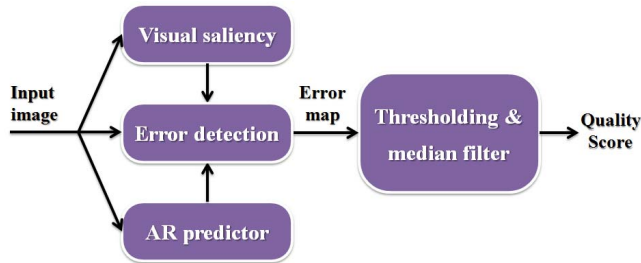 Visual saliency
Input
image
Error detection
Error
map
Thresholding &
median filter
Quality
Score
AR predictor